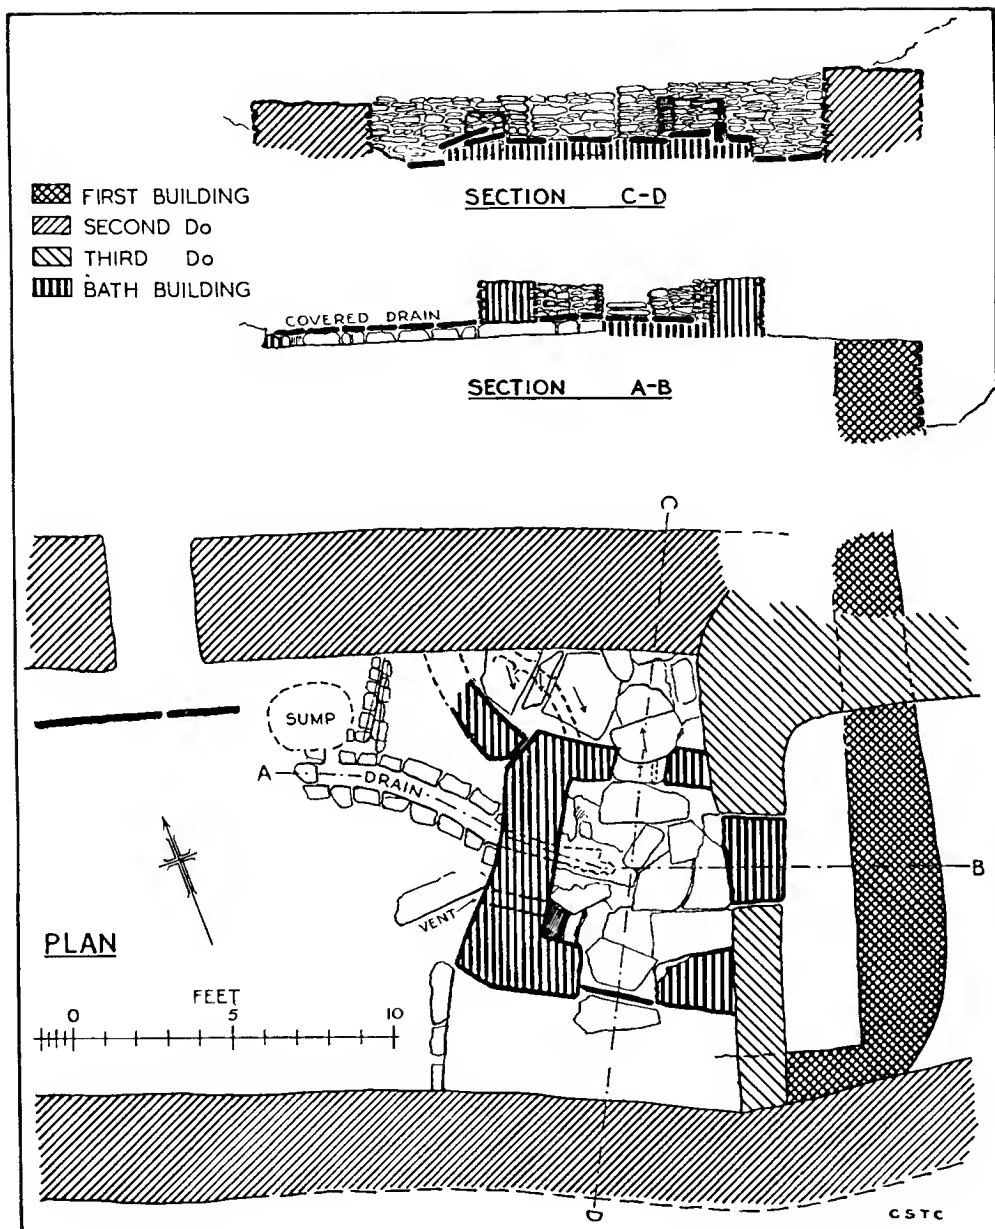 SECTION C-D
FIRST BUILDING
SECOND Do
THIRD Do
BATH BUILDING
COVERED DRAIN
SECTION A-B
C
SUMP
A
DRAIN
B
VENT
PLAN
FEET
0 5 10
D
CSTC